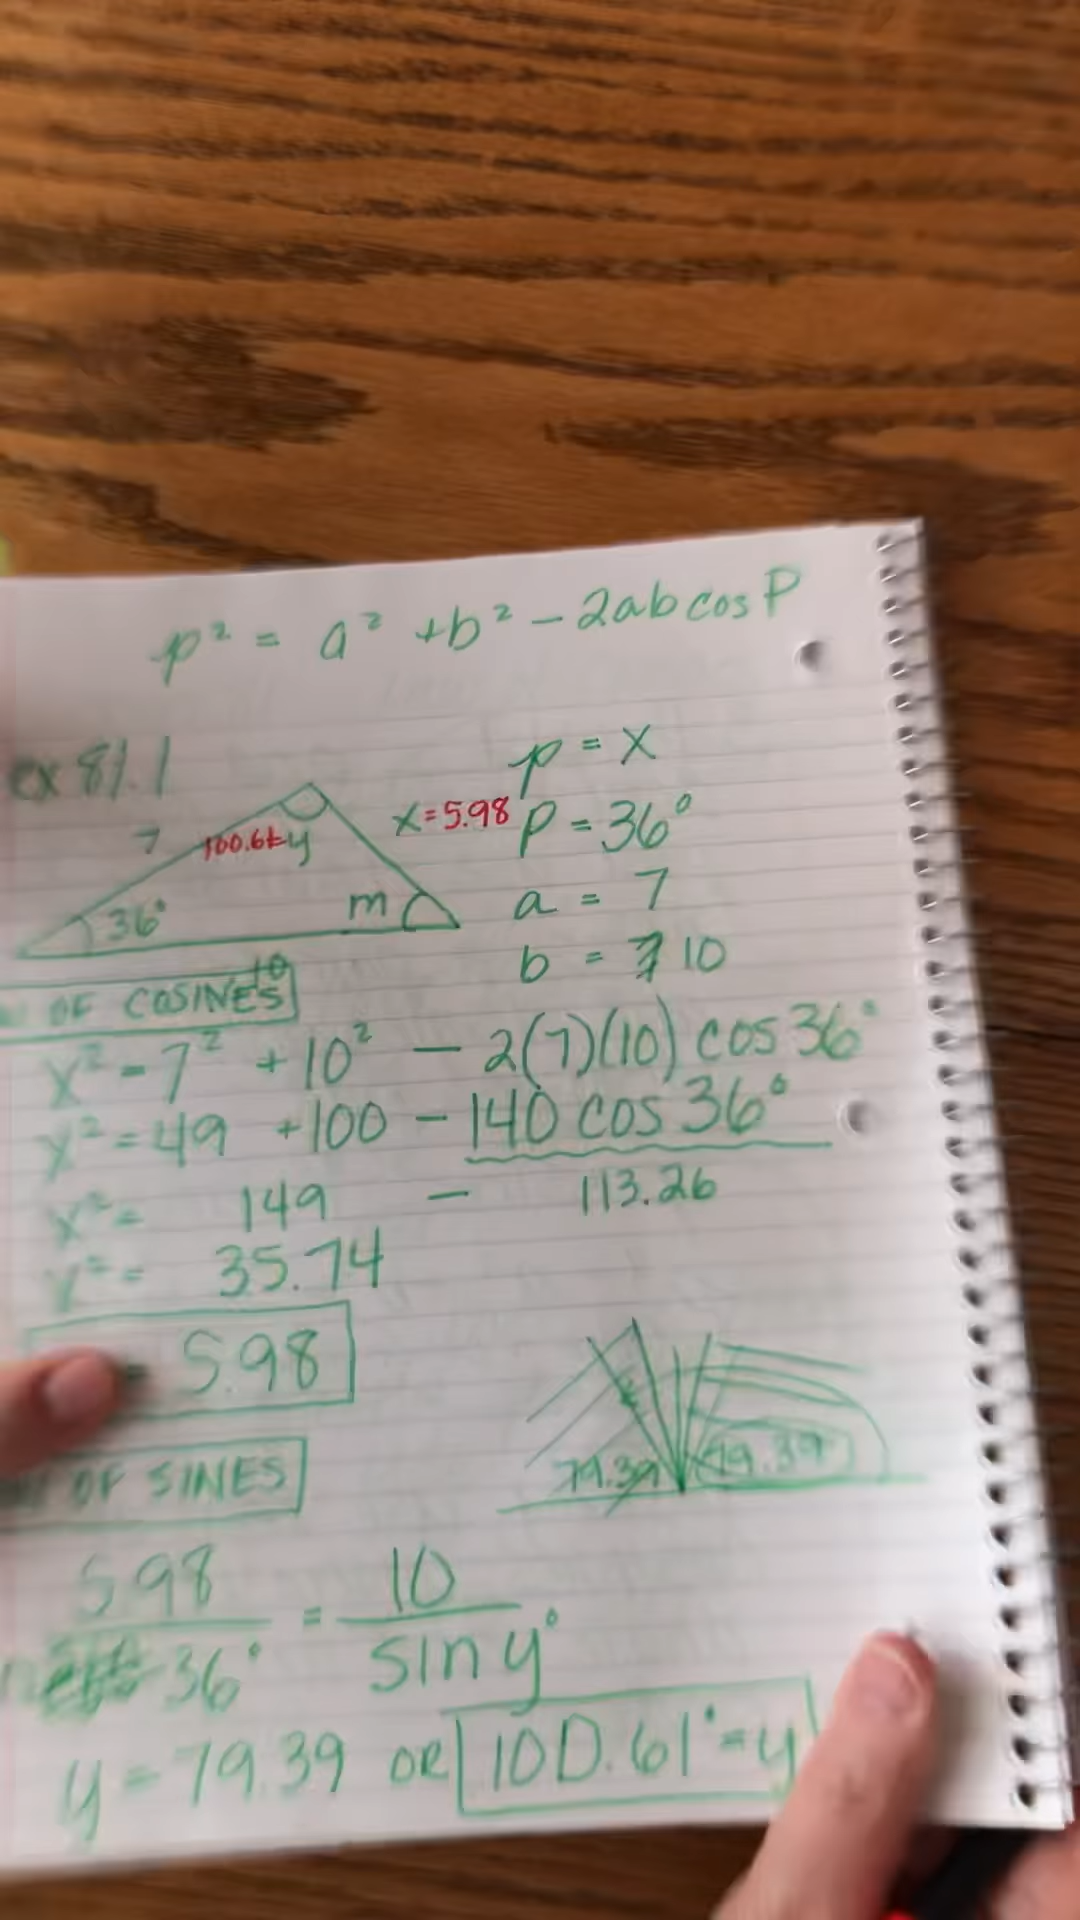 p² = a² + b² - 2ab cos P
ex 81.1
p = x
7
x = 5.98
P = 36°
100.61 = y
a = 7
36°
m
b = 10
10
OF COSINES
x² = 7² + 10² - 2(7)(10) cos 36°
x² = 49 + 100 - 140 cos 36°
x² = 149 - 113.26
x² = 35.74
5.98
79.39
79.39
OF SINES
5.98 = 10
36° sin y°
y = 79.39 OR 100.61° = y